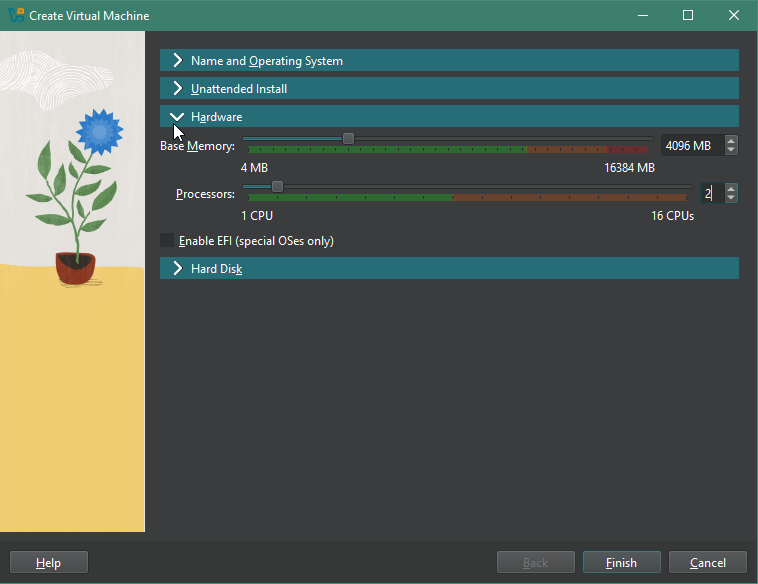 Create Virtual Machine
Name and Operating System
Unattended Install
Hardware
Base Memory: 4096 MB
4 MB 16384 MB
Processors: 2
1 CPU 16 CPUs
Enable EFI (special OSes only)
Hard Disk
Help Back Finish Cancel